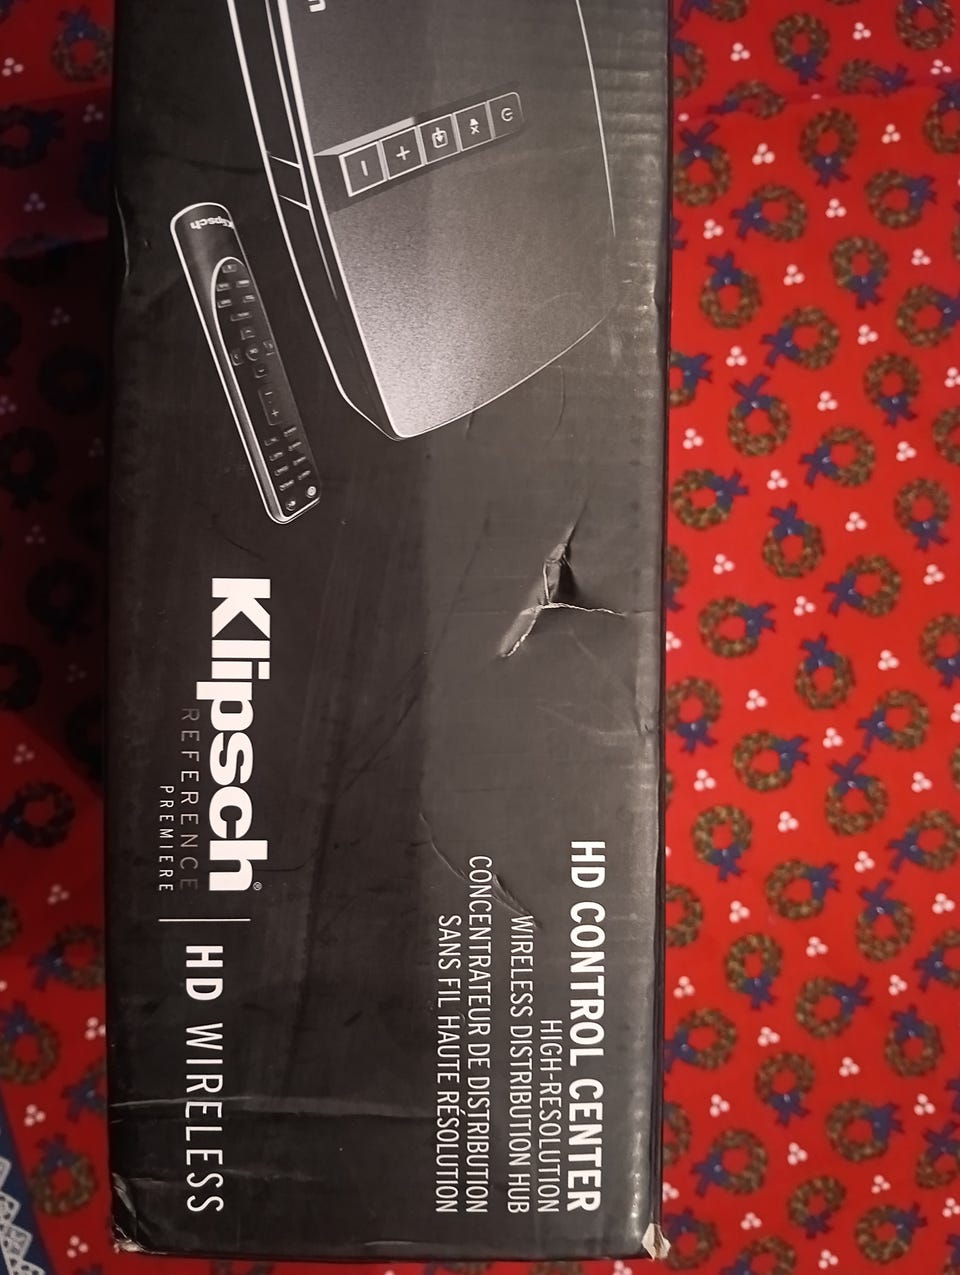 Klipsch
Klipsch®
REFERENCE
PREMIERE
HD WIRELESS
HD CONTROL CENTER
HIGH-RESOLUTION
WIRELESS DISTRIBUTION HUB
CONCENTRATEUR DE DISTRIBUTION
SANS FIL HAUTE RÉSOLUTION